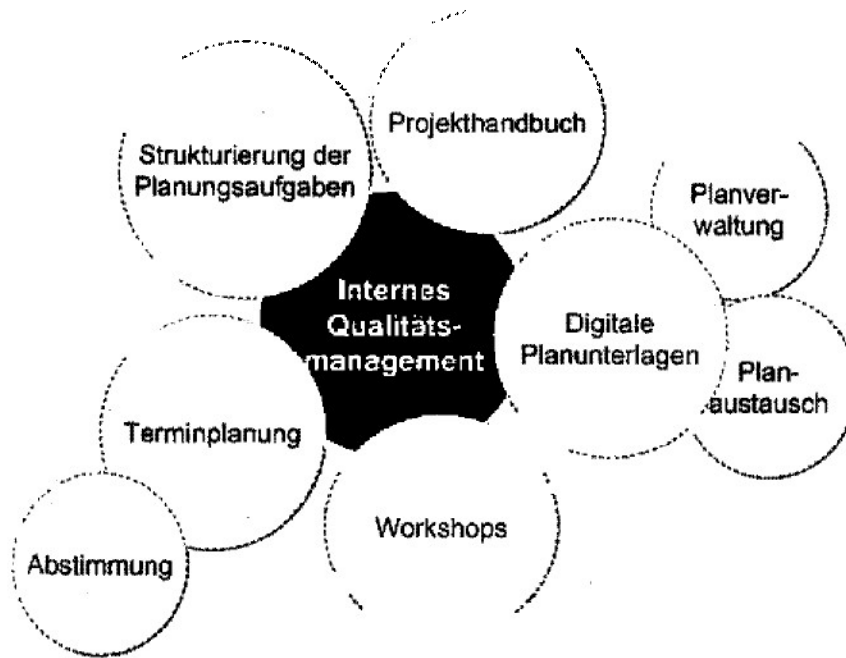 Projekthandbuch
Strukturierung der
Planungsaufgaben
Planver-
waltung
Internes
Qualitäts-
management
Digitale
Planunterlagen
Plan-
austausch
Terminplanung
Workshops
Abstimmung